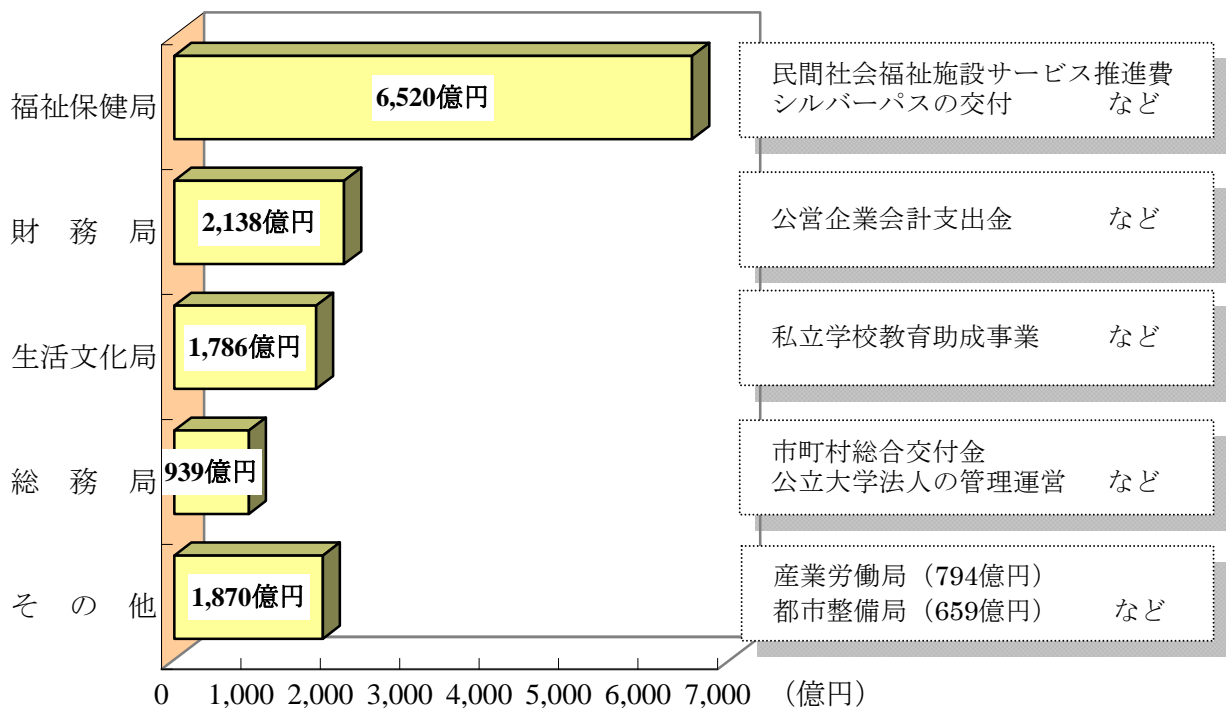 福祉保健局
6,520億円
民間社会福祉施設サービス推進費
シルバーパスの交付 など
財務局
2,138億円
公営企業会計支出金 など
生活文化局
1,786億円
私立学校教育助成事業 など
総務局
939億円
市町村総合交付金
公立大学法人の管理運営 など
その他
1,870億円
産業労働局（794億円）
都市整備局（659億円） など
0 1,000 2,000 3,000 4,000 5,000 6,000 7,000 （億円）